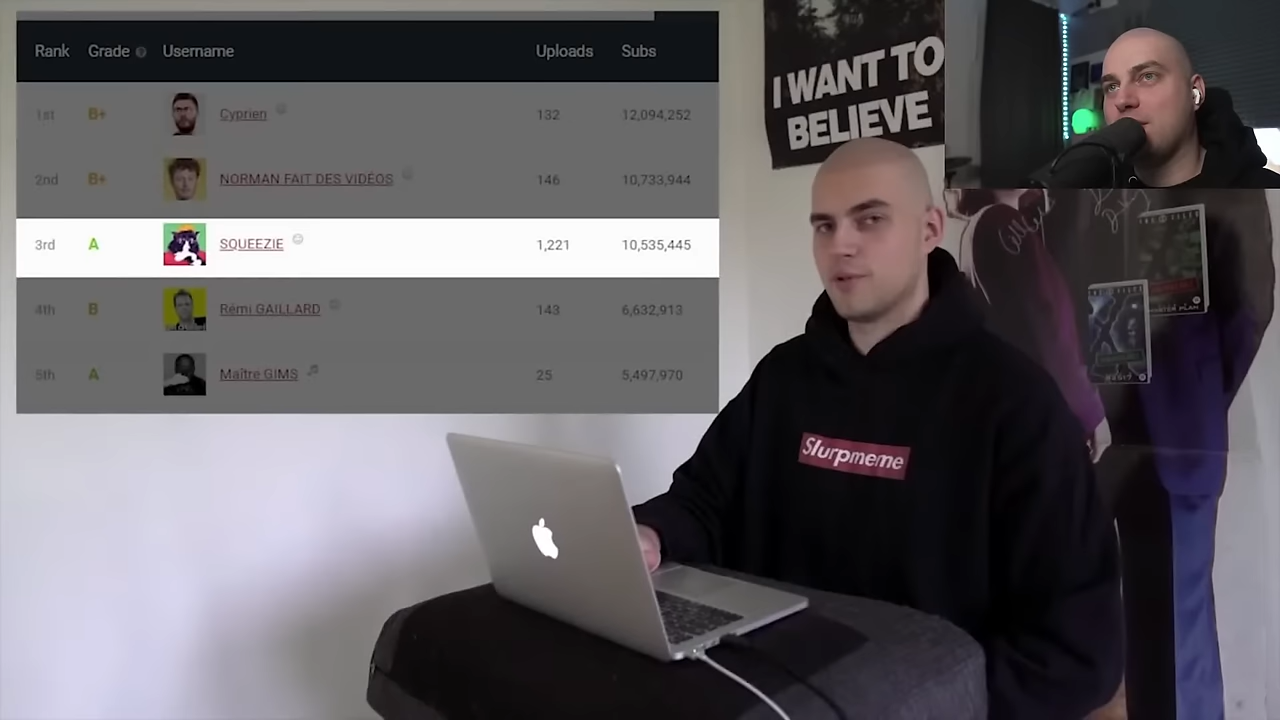 Rank Grade Username Uploads Subs
1st B+ Cyprien 132 12,094,252
2nd B+ NORMAN FAIT DES VIDÉOS 146 10,733,944
3rd A SQUEEZIE 1,221 10,535,445
4th B Rémi GAILLARD 143 6,632,913
5th A Maître GIMS 25 5,497,970
I WANT TO
BELIEVE
Slurpmeme